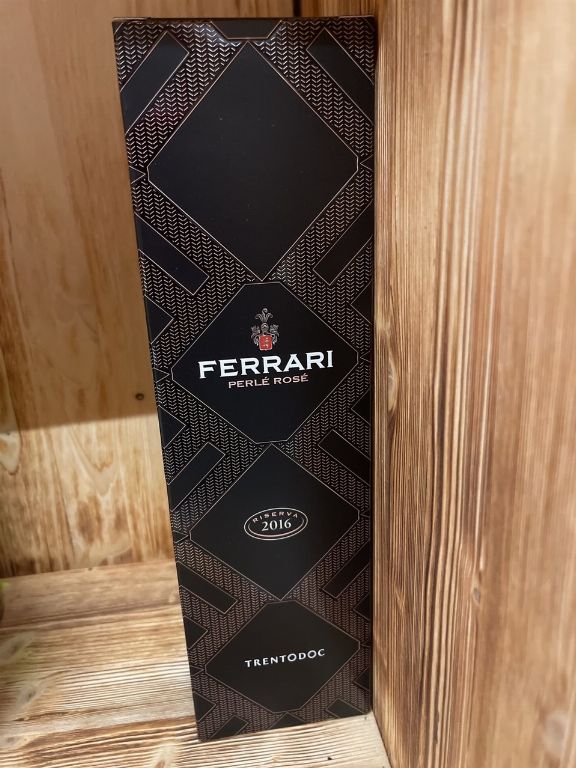 FERRARI
PERLÉ ROSÉ
RISERVA
2016
TRENTODOC